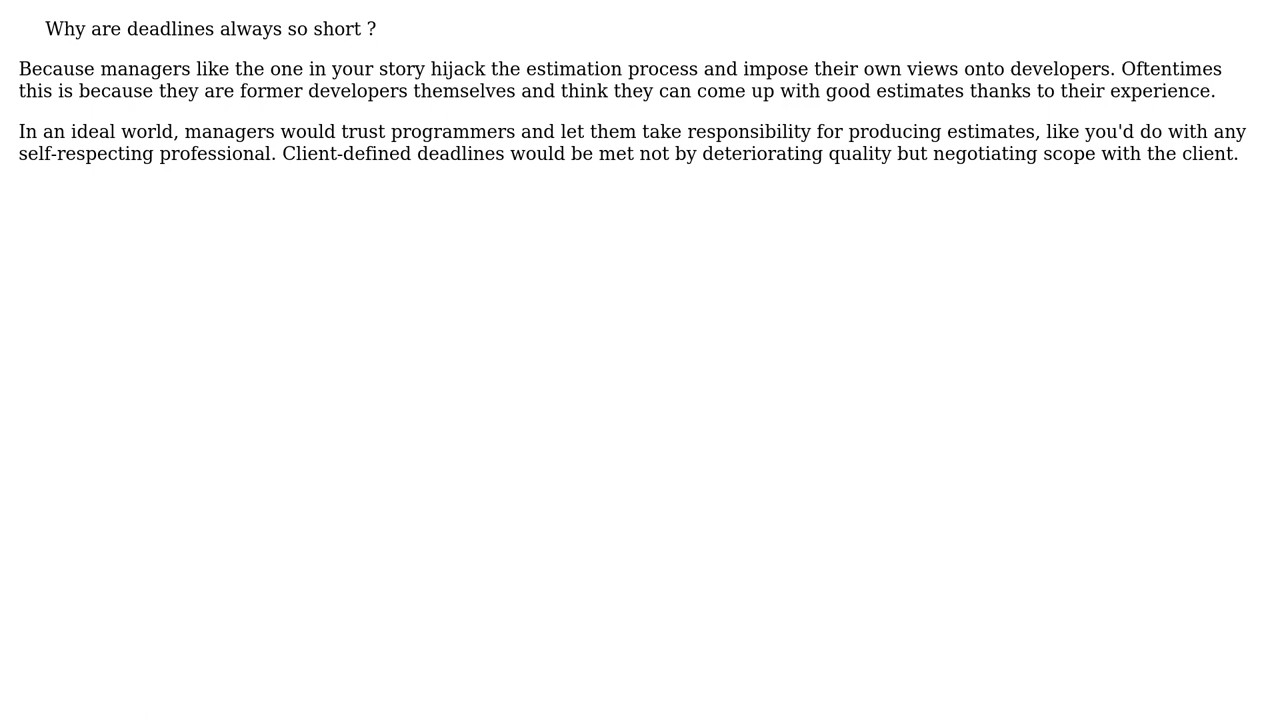 Why are deadlines always so short ?
Because managers like the one in your story hijack the estimation process and impose their own views onto developers. Oftentimes
this is because they are former developers themselves and think they can come up with good estimates thanks to their experience.
In an ideal world, managers would trust programmers and let them take responsibility for producing estimates, like you'd do with any
self-respecting professional. Client-defined deadlines would be met not by deteriorating quality but negotiating scope with the client.